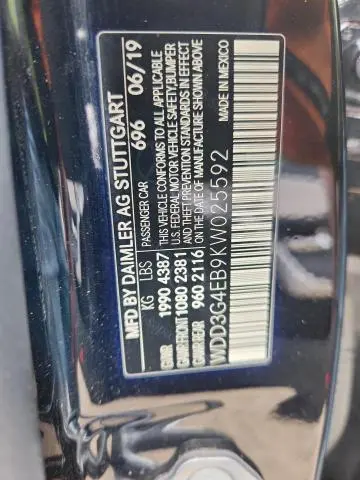 MFD BY DAIMLER AG STUTTGART
KG LBS PASSENGER CAR 696 06/19
GVWR 1990 4387 THIS VEHICLE CONFORMS TO ALL APPLICABLE
GAWR FRONT 1080 2381 U.S. FEDERAL MOTOR VEHICLE SAFETY, BUMPER
GAWR REAR 960 2116 AND THEFT PREVENTION STANDARDS IN EFFECT
ON DATE OF MANUFACTURE SHOWN ABOVE
WDD3G4EB9KW025592 MADE IN MEXICO